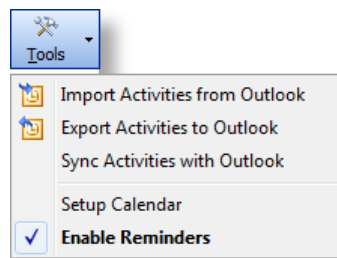 Tools
Import Activities from Outlook
Export Activities to Outlook
Sync Activities with Outlook
Setup Calendar
Enable Reminders